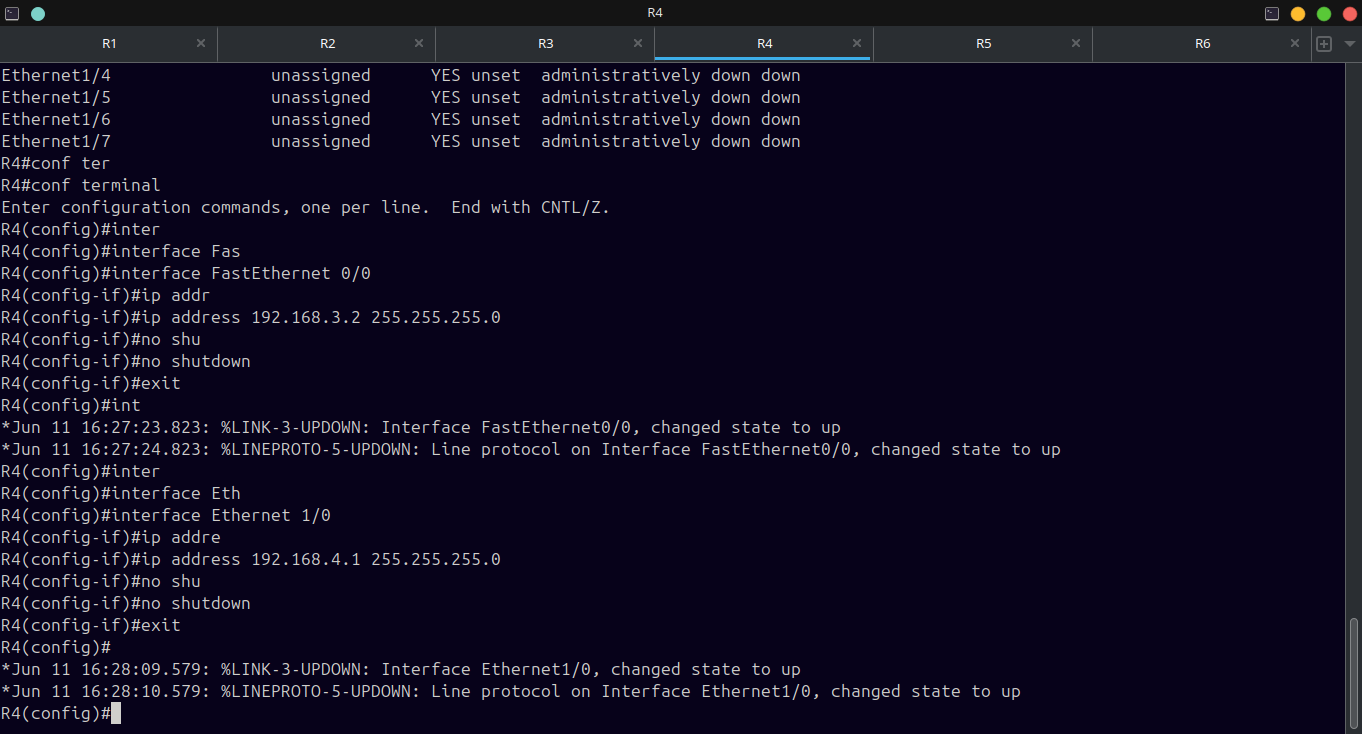 R4
R1 R2 R3 R4 R5 R6
Ethernet1/4                unassigned      YES unset  administratively down down
Ethernet1/5                unassigned      YES unset  administratively down down
Ethernet1/6                unassigned      YES unset  administratively down down
Ethernet1/7                unassigned      YES unset  administratively down down
R4#conf ter
R4#conf terminal
Enter configuration commands, one per line.  End with CNTL/Z.
R4(config)#inter
R4(config)#interface Fas
R4(config)#interface FastEthernet 0/0
R4(config-if)#ip addr
R4(config-if)#ip address 192.168.3.2 255.255.255.0
R4(config-if)#no shu
R4(config-if)#no shutdown
R4(config-if)#exit
R4(config)#int
*Jun 11 16:27:23.823: %LINK-3-UPDOWN: Interface FastEthernet0/0, changed state to up
*Jun 11 16:27:24.823: %LINEPROTO-5-UPDOWN: Line protocol on Interface FastEthernet0/0, changed state to up
R4(config)#inter
R4(config)#interface Eth
R4(config)#interface Ethernet 1/0
R4(config-if)#ip addre
R4(config-if)#ip address 192.168.4.1 255.255.255.0
R4(config-if)#no shu
R4(config-if)#no shutdown
R4(config-if)#exit
R4(config)#
*Jun 11 16:28:09.579: %LINK-3-UPDOWN: Interface Ethernet1/0, changed state to up
*Jun 11 16:28:10.579: %LINEPROTO-5-UPDOWN: Line protocol on Interface Ethernet1/0, changed state to up
R4(config)#